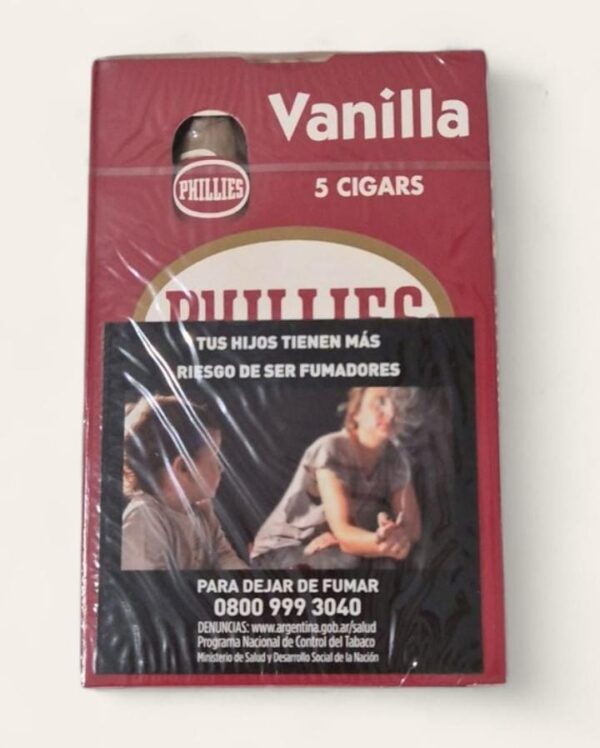 Vanilla
PHILLIES
5 CIGARS
PHILLIES
TUS HIJOS TIENEN MÁS
RIESGO DE SER FUMADORES
PARA DEJAR DE FUMAR
0800 999 3040
DENUNCIAS: www.argentina.gob.ar/salud
Programa Nacional de Control del Tabaco
Ministerio de Salud y Desarrollo Social de la Nación